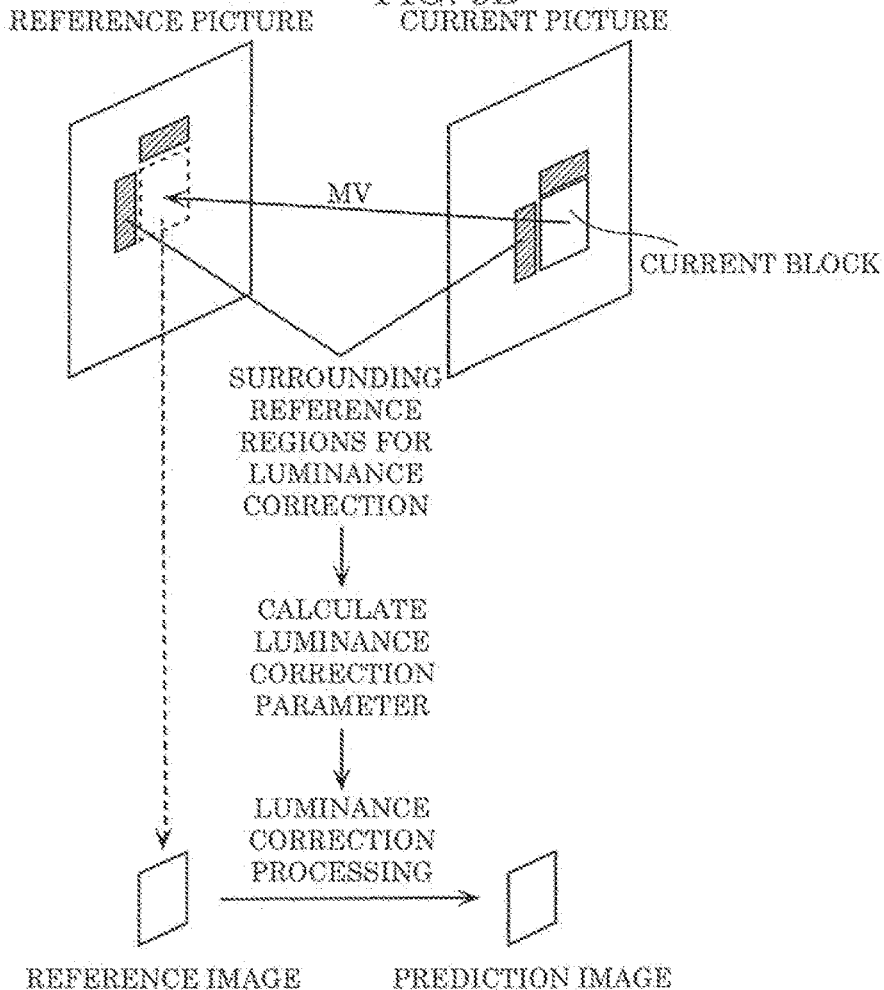 REFERENCE PICTURE
CURRENT PICTURE
MV
CURRENT BLOCK
SURROUNDING
REFERENCE
REGIONS FOR
LUMINANCE
CORRECTION
CALCULATE
LUMINANCE
CORRECTION
PARAMETER
LUMINANCE
CORRECTION
PROCESSING
REFERENCE IMAGE
PREDICTION IMAGE